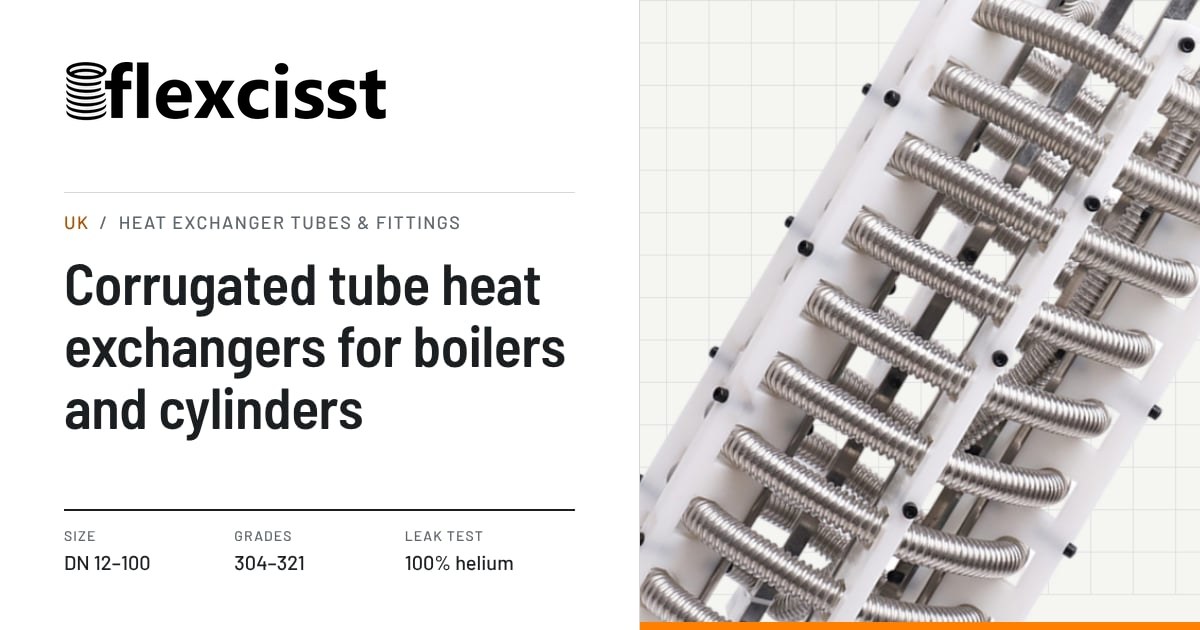 flexcisst
UK / HEAT EXCHANGER TUBES & FITTINGS
Corrugated tube heat
exchangers for boilers
and cylinders
SIZE GRADES LEAK TEST
DN 12–100 304–321 100% helium